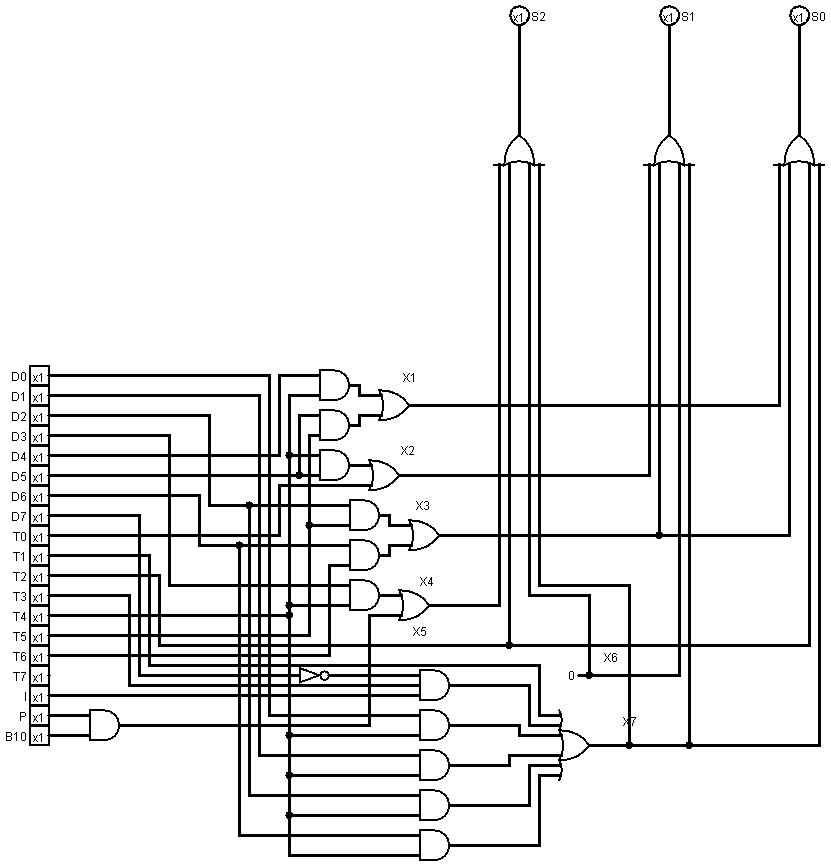 x1 S2
x1 S1
x1 S0
D0 x1
D1 x1
D2 x1
D3 x1
D4 x1
D5 x1
D6 x1
D7 x1
T0 x1
T1 x1
T2 x1
T3 x1
T4 x1
T5 x1
T6 x1
T7 x1
I x1
P x1
B10 x1
X1
X2
X3
X4
X5
X6
0
X7